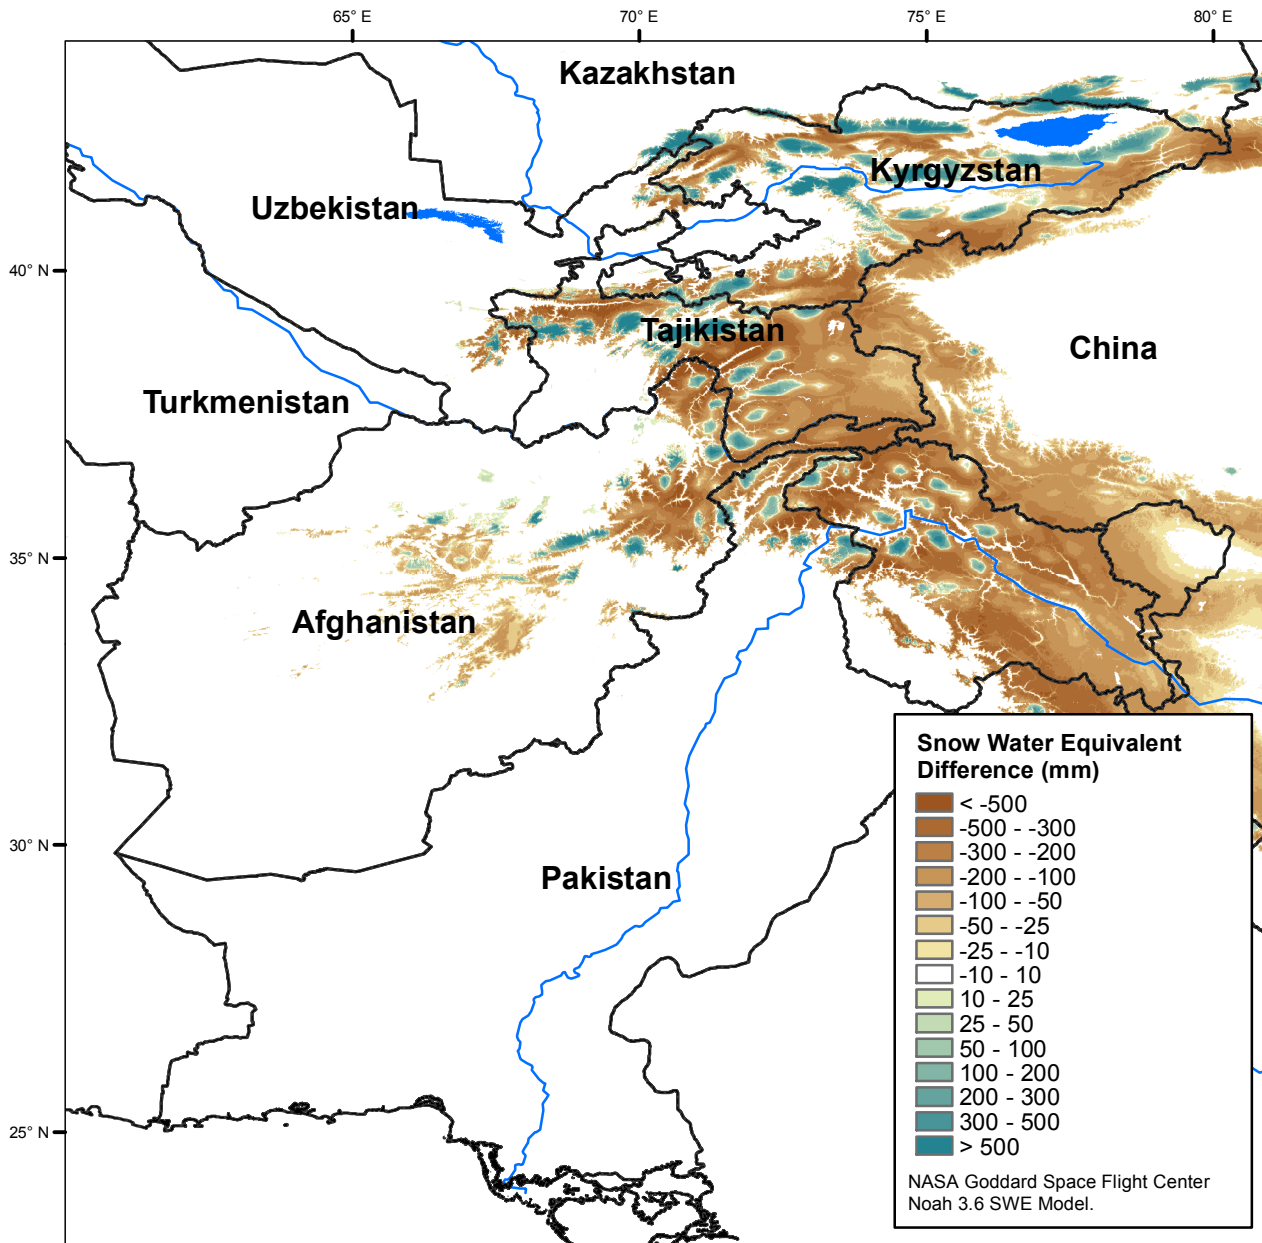 65° E 70° E 75° E 80° E
Kazakhstan
Kyrgyzstan
Uzbekistan
40° N
Tajikistan
China
Turkmenistan
35° N
Afghanistan
Snow Water Equivalent
Difference (mm)
< -500
-500 - -300
-300 - -200
-200 - -100
-100 - -50
-50 - -25
-25 - -10
-10 - 10
10 - 25
25 - 50
50 - 100
100 - 200
200 - 300
300 - 500
> 500
NASA Goddard Space Flight Center
Noah 3.6 SWE Model.
30° N
Pakistan
25° N